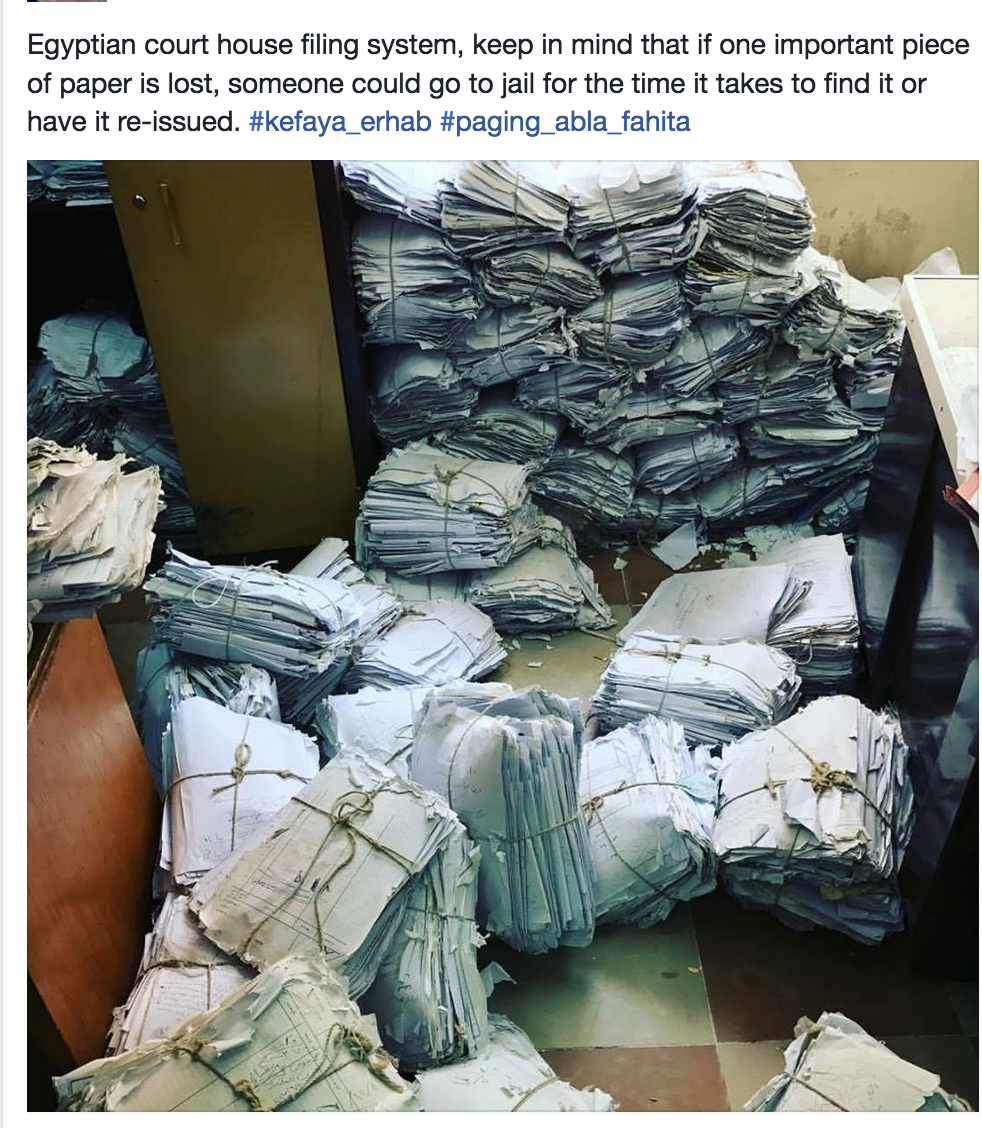 Egyptian court house filing system, keep in mind that if one important piece
of paper is lost, someone could go to jail for the time it takes to find it or
have it re-issued. #kefaya_erhab #paging_abla_fahita